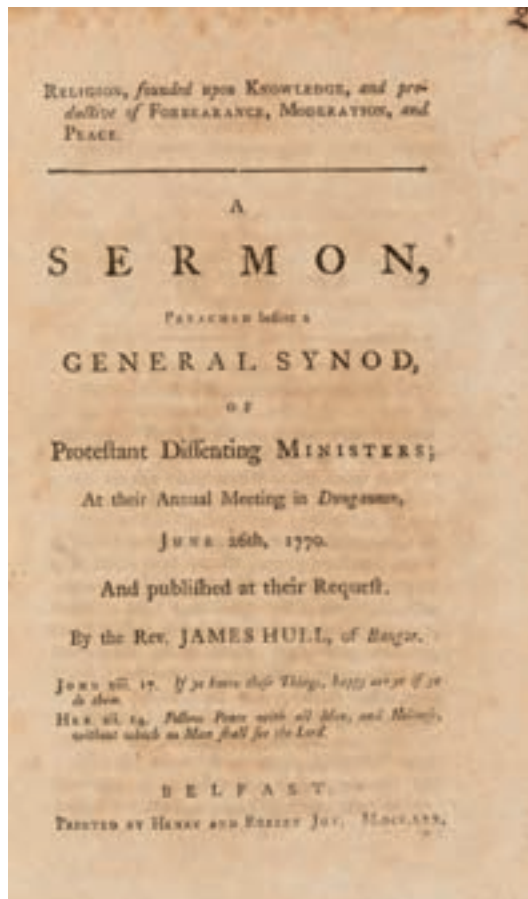 RELIGION, founded upon KNOWLEDGE, and pro-
ductive of FORBEARANCE, MODERATION, and
PEACE.
A
SERMON,
PREACHED before a
GENERAL SYNOD,
OF
Proteſtant Diſſenting MINISTERS;
At their Annual Meeting in Dungannon,
JUNE 26th, 1770.
And publiſhed at their Requeſt.
By the Rev. JAMES HULL, of Bangor.
JOHN xiii. 17. If ye know theſe Things, happy are ye if ye
do them.
HEB. xii. 14. Follow Peace with all Men, and Holineſs,
without which no Man ſhall ſee the Lord.
BELFAST,
PRINTED BY HENRY AND ROBERT JOY. MDCCLXX.